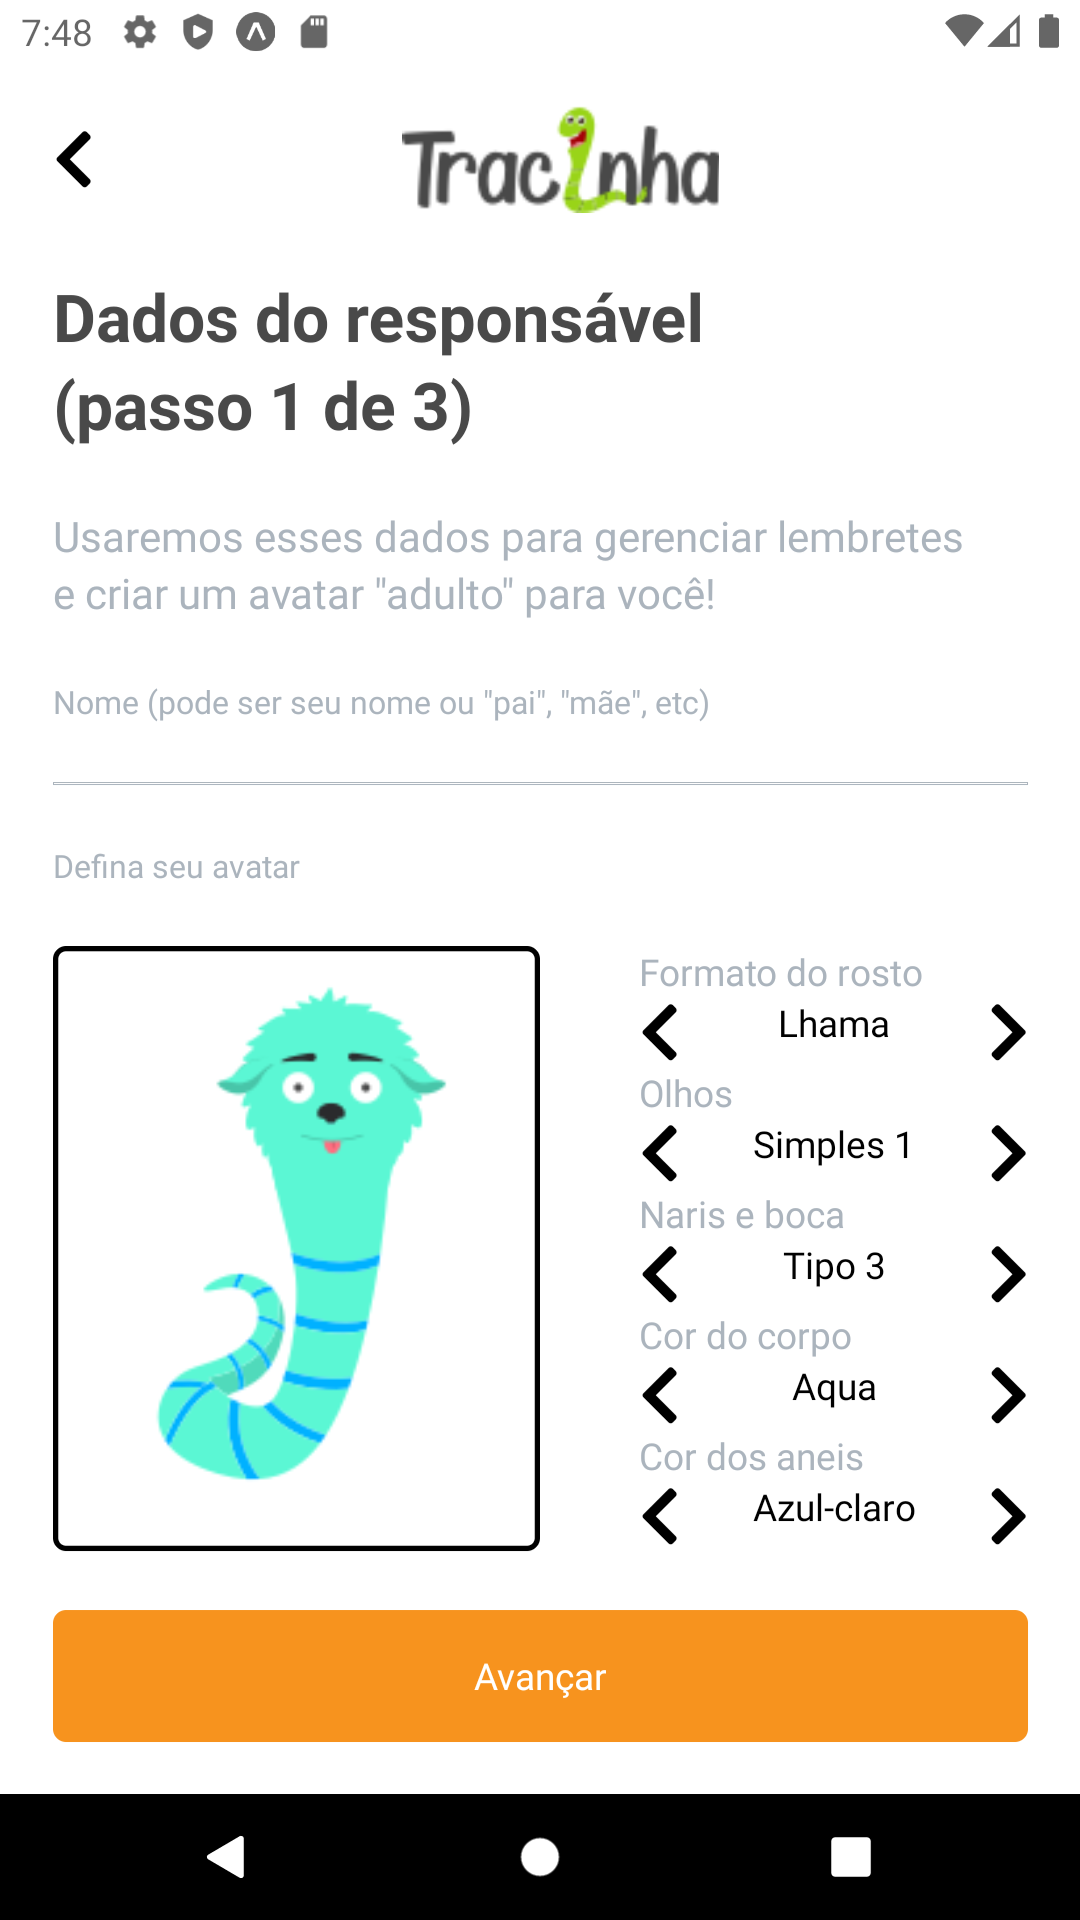 7:48
Tracinha
Dados do responsável
(passo 1 de 3)
Usaremos esses dados para gerenciar lembretes
e criar um avatar "adulto" para você!
Nome (pode ser seu nome ou "pai", "mãe", etc)
Defina seu avatar
Formato do rosto
Lhama
Olhos
Simples 1
Naris e boca
Tipo 3
Cor do corpo
Aqua
Cor dos aneis
Azul-claro
Avançar